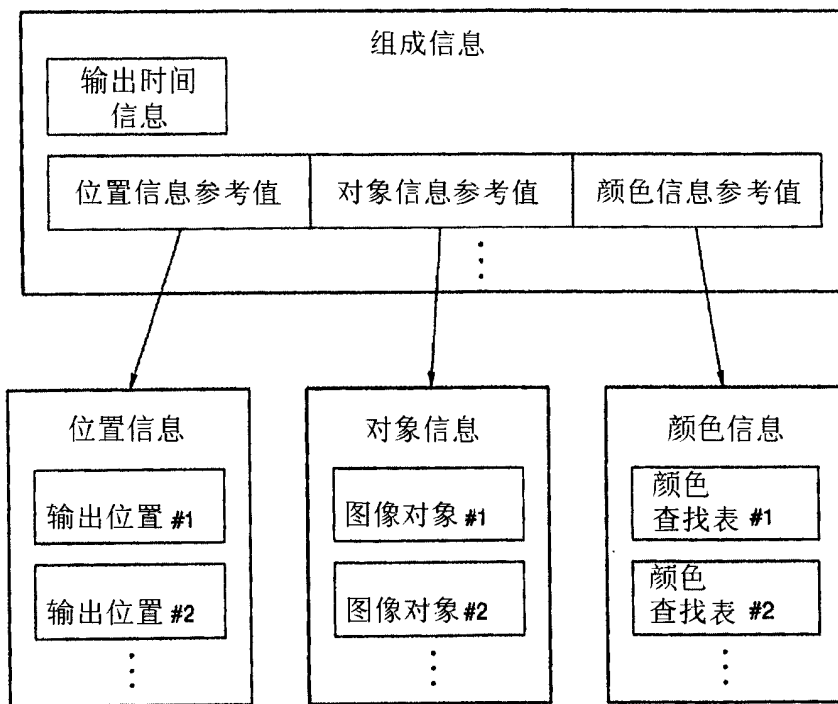 组成信息
输出时间
信息
位置信息参考值 对象信息参考值 颜色信息参考值
位置信息 对象信息 颜色信息
输出位置 #1
图像对象 #1
颜色
查找表 #1
输出位置 #2
图像对象 #2
颜色
查找表 #2